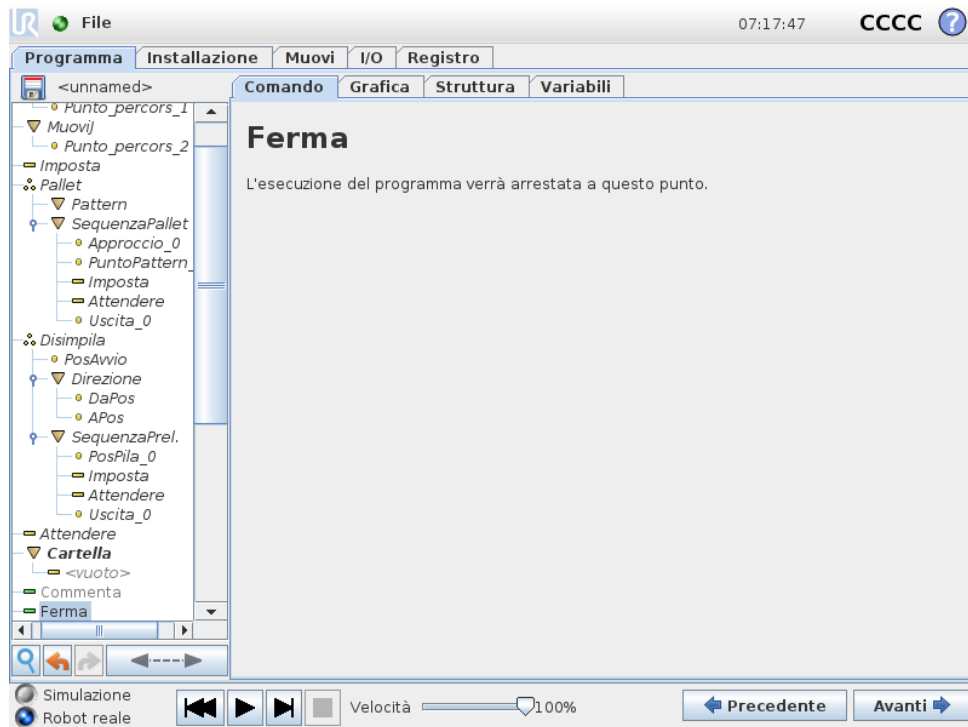 UR File 07:17:47 CCCC ?
Programma Installazione Muovi I/O Registro
<unnamed>
Comando Grafica Struttura Variabili
Punto_percors_1
MuoviJ
Punto_percors_2
Imposta
Pallet
Pattern
SequenzaPallet
Approccio_0
PuntoPattern_
Imposta
Attendere
Uscita_0
Disimpila
PosAvvio
Direzione
DaPos
APos
SequenzaPrel.
PosPila_0
Imposta
Attendere
Uscita_0
Attendere
Cartella
<vuoto>
Commenta
Ferma
Ferma
L'esecuzione del programma verrà arrestata a questo punto.
Simulazione
Robot reale
Velocità 100%
Precedente Avanti